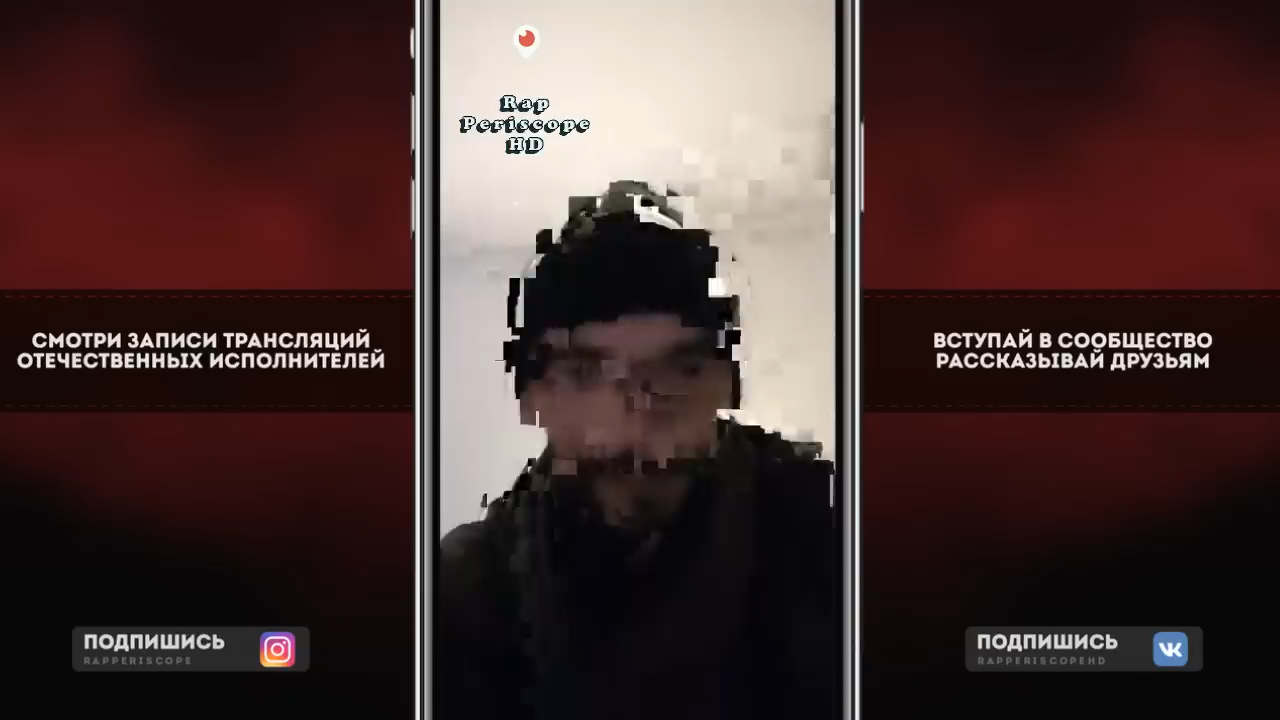 Rap
Periscope
HD
СМОТРИ ЗАПИСИ ТРАНСЛЯЦИЙ
ОТЕЧЕСТВЕННЫХ ИСПОЛНИТЕЛЕЙ
ВСТУПАЙ В СООБЩЕСТВО
РАССКАЗЫВАЙ ДРУЗЬЯМ
ПОДПИШИСЬ
RAPPERISCOPE
ПОДПИШИСЬ
RAPPERISCOPEHD